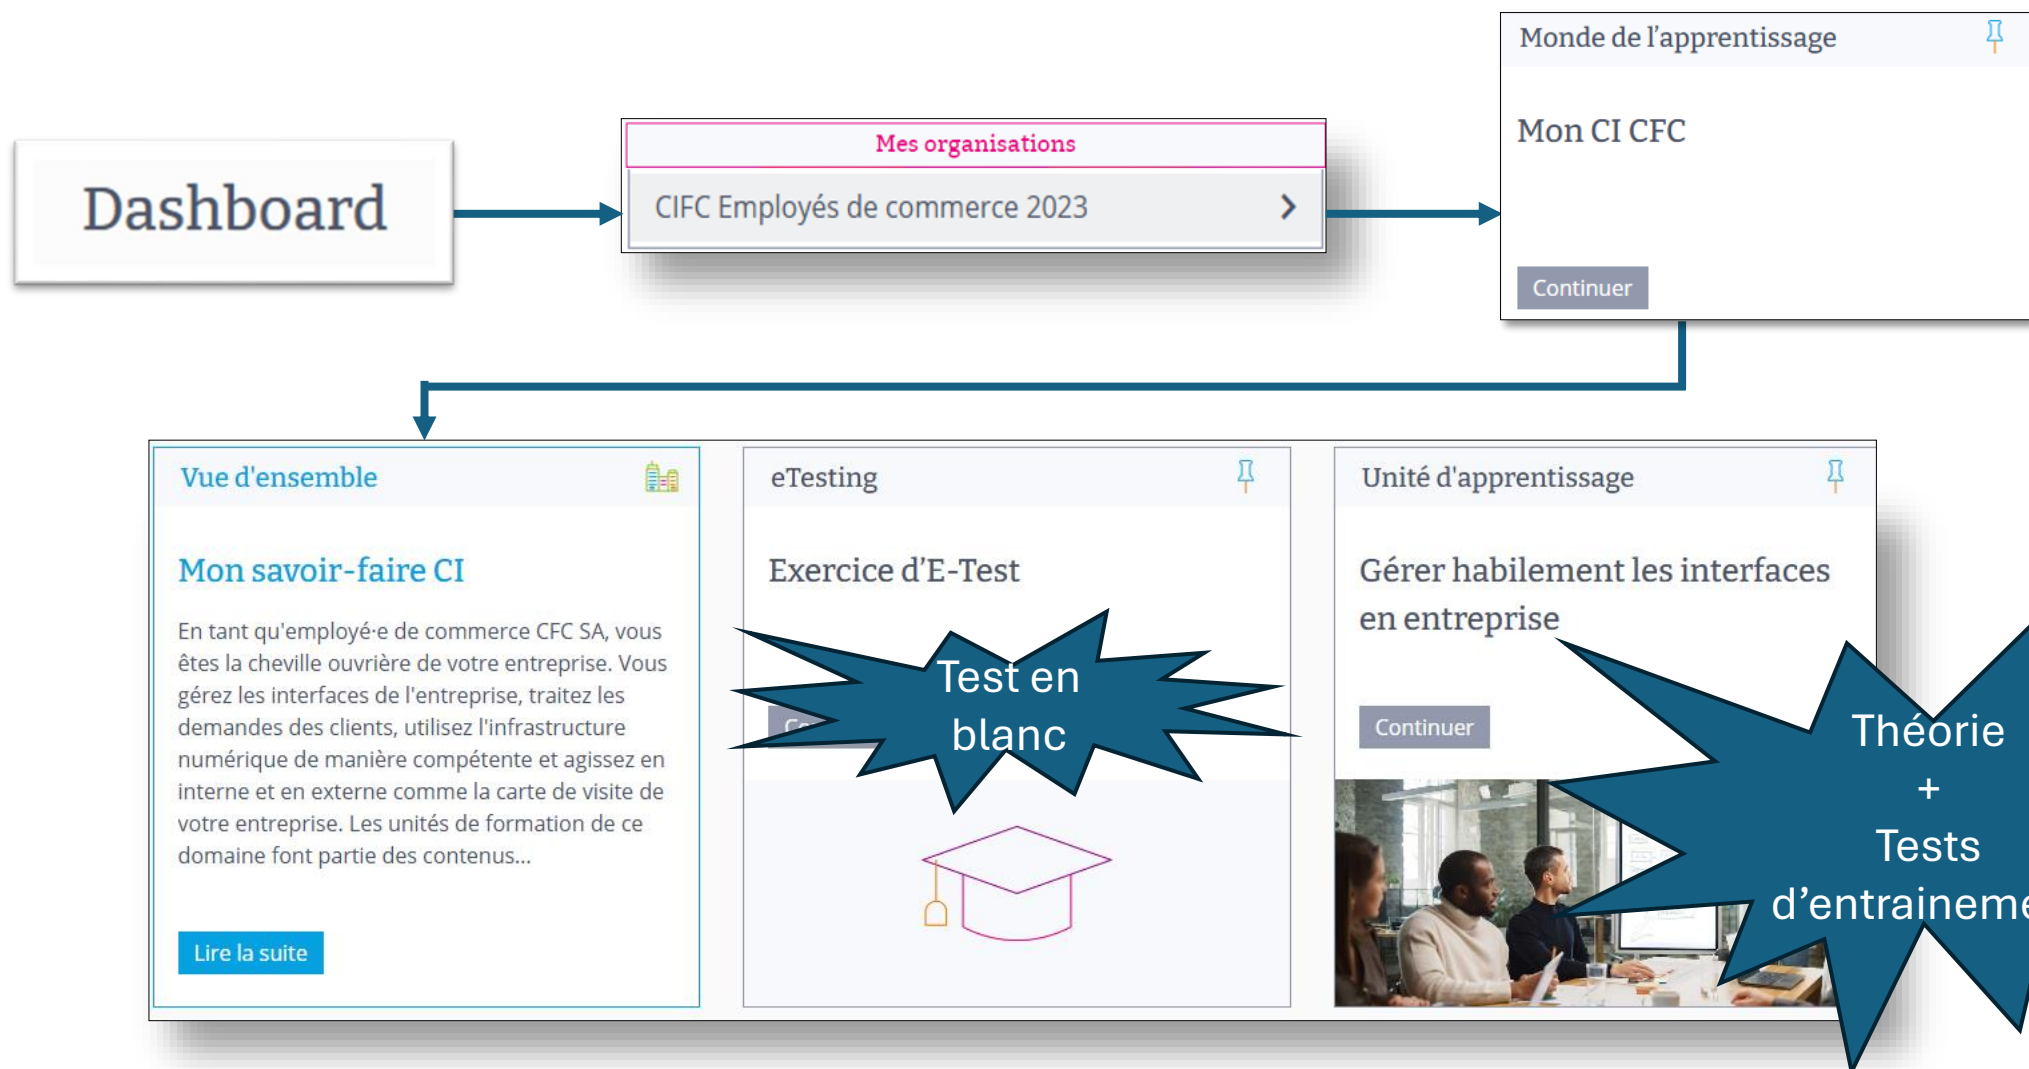 Dashboard
Mes organisations
CIFC Employés de commerce 2023
Monde de l'apprentissage
Mon CI CFC
Continuer
Vue d'ensemble
Mon savoir-faire CI
En tant qu'employé·e de commerce CFC SA, vous
êtes la cheville ouvrière de votre entreprise. Vous
gérez les interfaces de l'entreprise, traitez les
demandes des clients, utilisez l'infrastructure
numérique de manière compétente et agissez en
interne et en externe comme la carte de visite de
votre entreprise. Les unités de formation de ce
domaine font partie des contenus...
Lire la suite
eTesting
Exercice d'E-Test
Test en
blanc
Unité d'apprentissage
Gérer habilement les interfaces
en entreprise
Continuer
Théorie
+
Tests